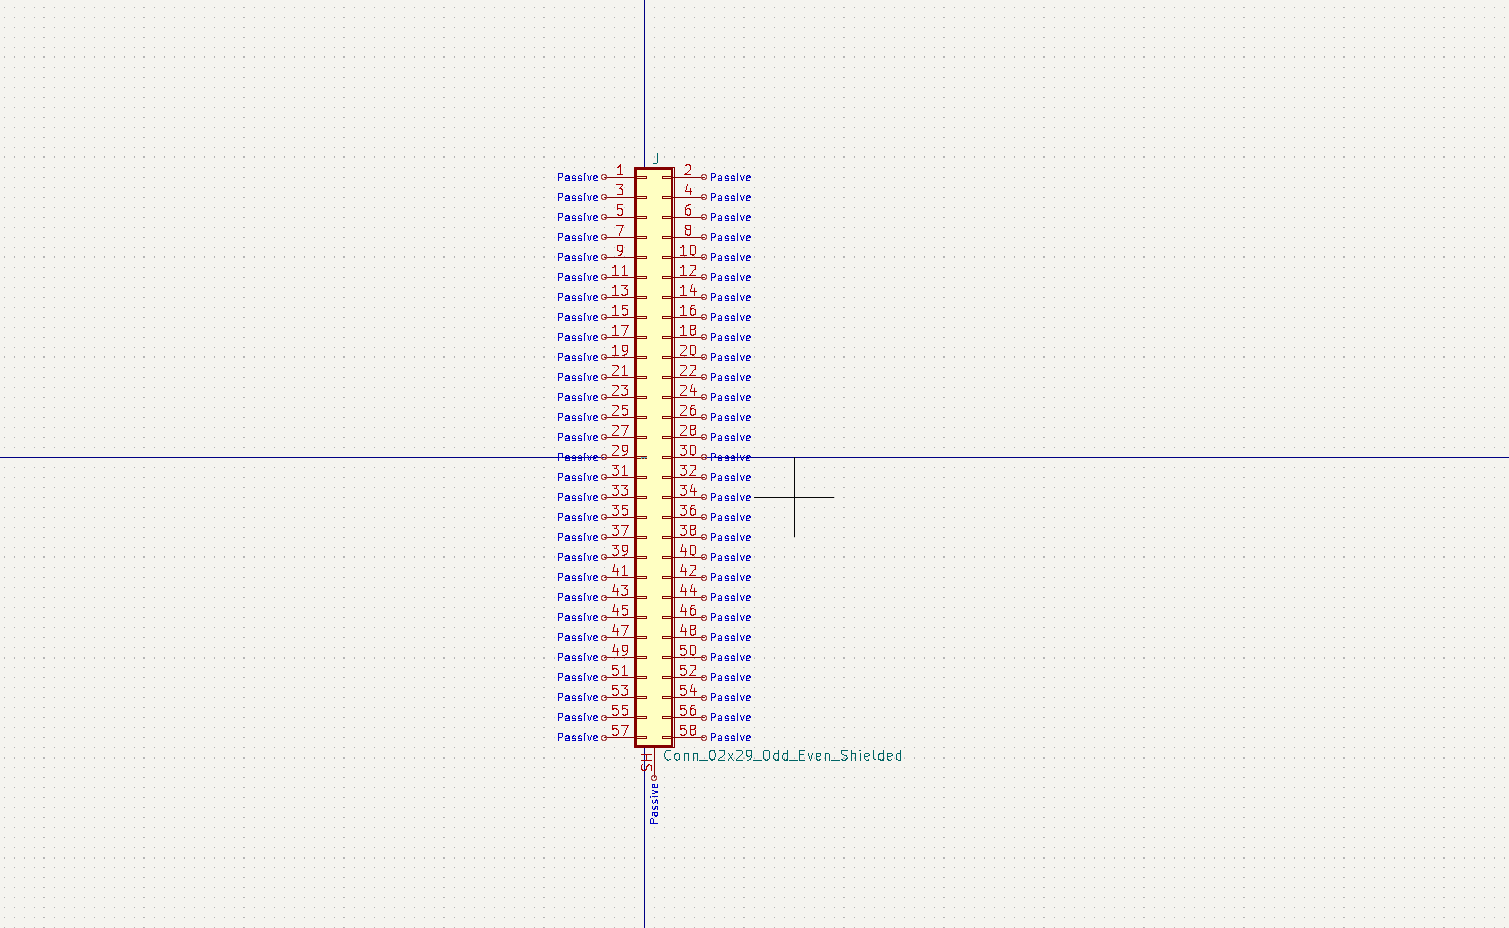 J
Passive 1 2 Passive
Passive 3 4 Passive
Passive 5 6 Passive
Passive 7 8 Passive
Passive 9 10 Passive
Passive 11 12 Passive
Passive 13 14 Passive
Passive 15 16 Passive
Passive 17 18 Passive
Passive 19 20 Passive
Passive 21 22 Passive
Passive 23 24 Passive
Passive 25 26 Passive
Passive 27 28 Passive
Passive 29 30 Passive
Passive 31 32 Passive
Passive 33 34 Passive
Passive 35 36 Passive
Passive 37 38 Passive
Passive 39 40 Passive
Passive 41 42 Passive
Passive 43 44 Passive
Passive 45 46 Passive
Passive 47 48 Passive
Passive 49 50 Passive
Passive 51 52 Passive
Passive 53 54 Passive
Passive 55 56 Passive
Passive 57 58 Passive
SH Conn_02x29_Odd_Even_Shielded
Passive